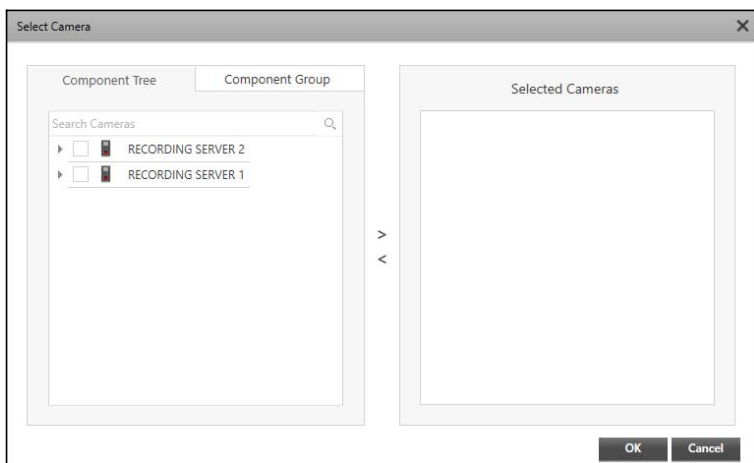 Select Camera
Component Tree
Component Group
Search Cameras
RECORDING SERVER 2
RECORDING SERVER 1
>
<
Selected Cameras
OK
Cancel